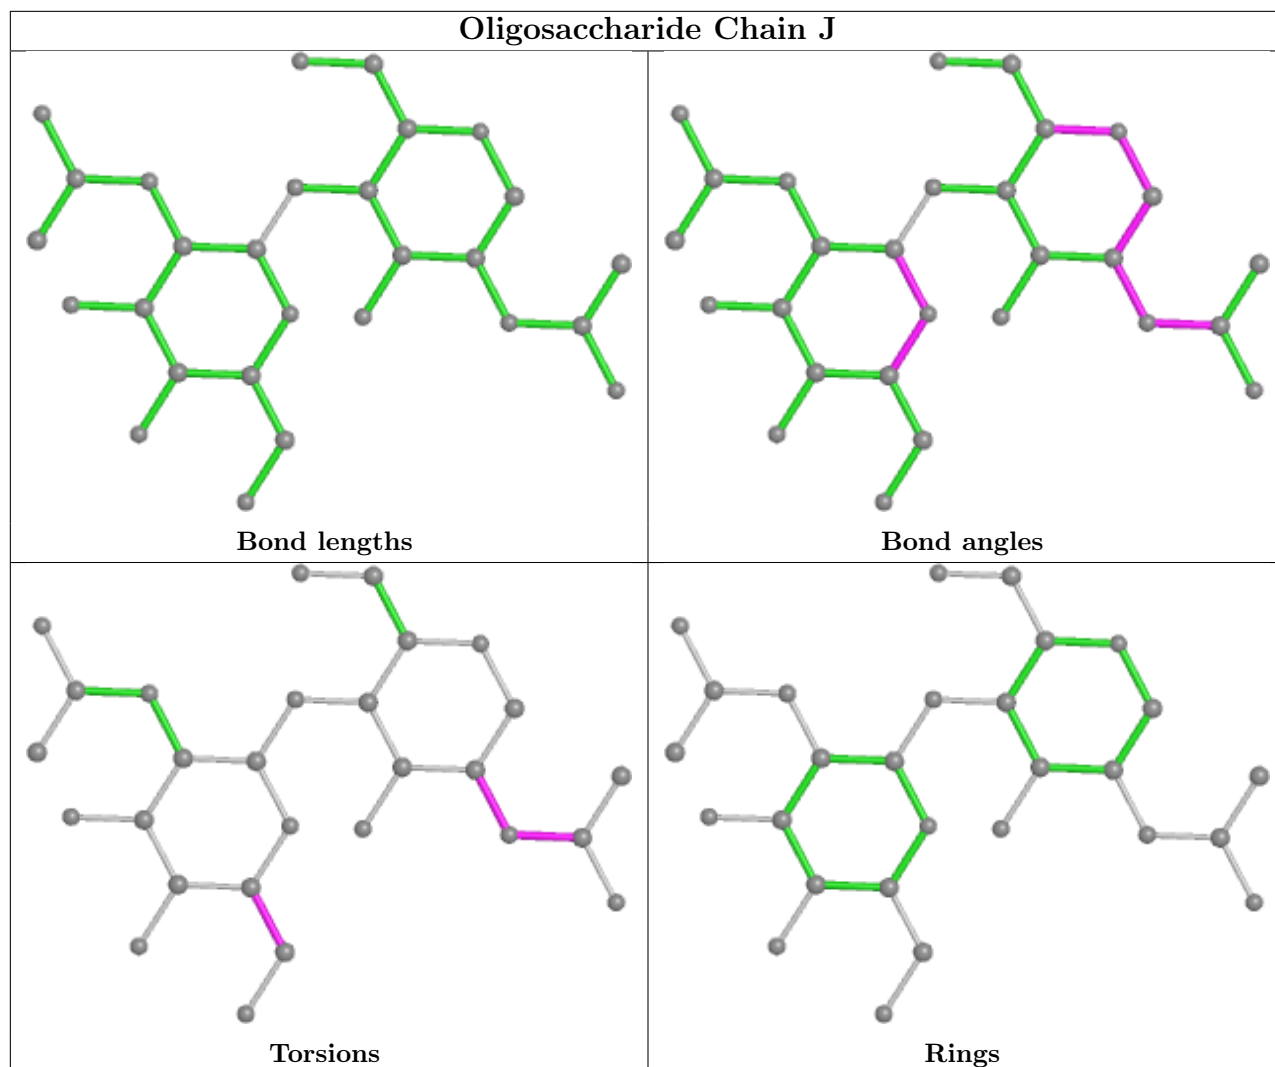 Oligosaccharide Chain J
Bond lengths
Bond angles
Torsions
Rings